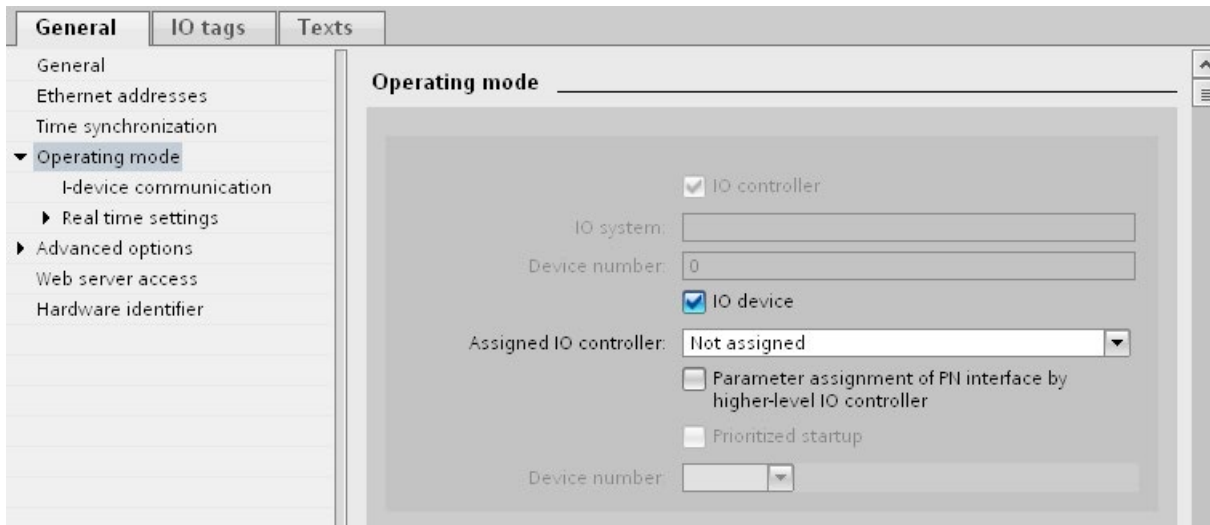 General
IO tags
Texts
General
Ethernet addresses
Time synchronization
Operating mode
I-device communication
Real time settings
Advanced options
Web server access
Hardware identifier
Operating mode
IO controller
IO system:
Device number: 0
IO device
Assigned IO controller: Not assigned
Parameter assignment of PN interface by
higher-level IO controller
Prioritized startup
Device number: